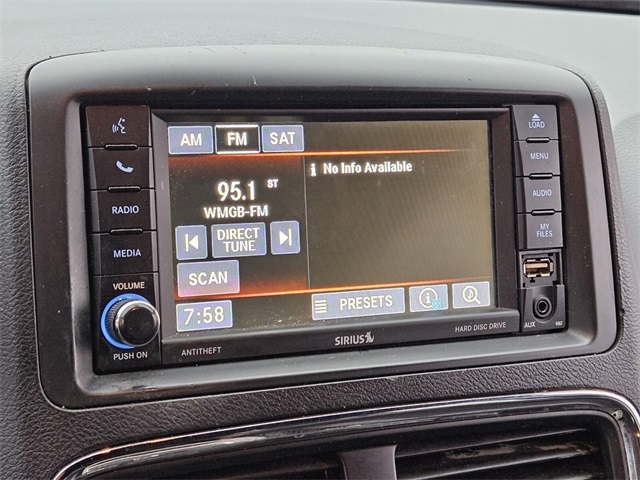 LOAD
MENU
AUDIO
MY
FILES
AUX
RADIO
MEDIA
VOLUME
PUSH ON
ANTITHEFT
SIRIUS
HARD DISC DRIVE
AM FM SAT
95.1 ST
WMGB-FM
DIRECT
TUNE
SCAN
7:58
i No Info Available
PRESETS